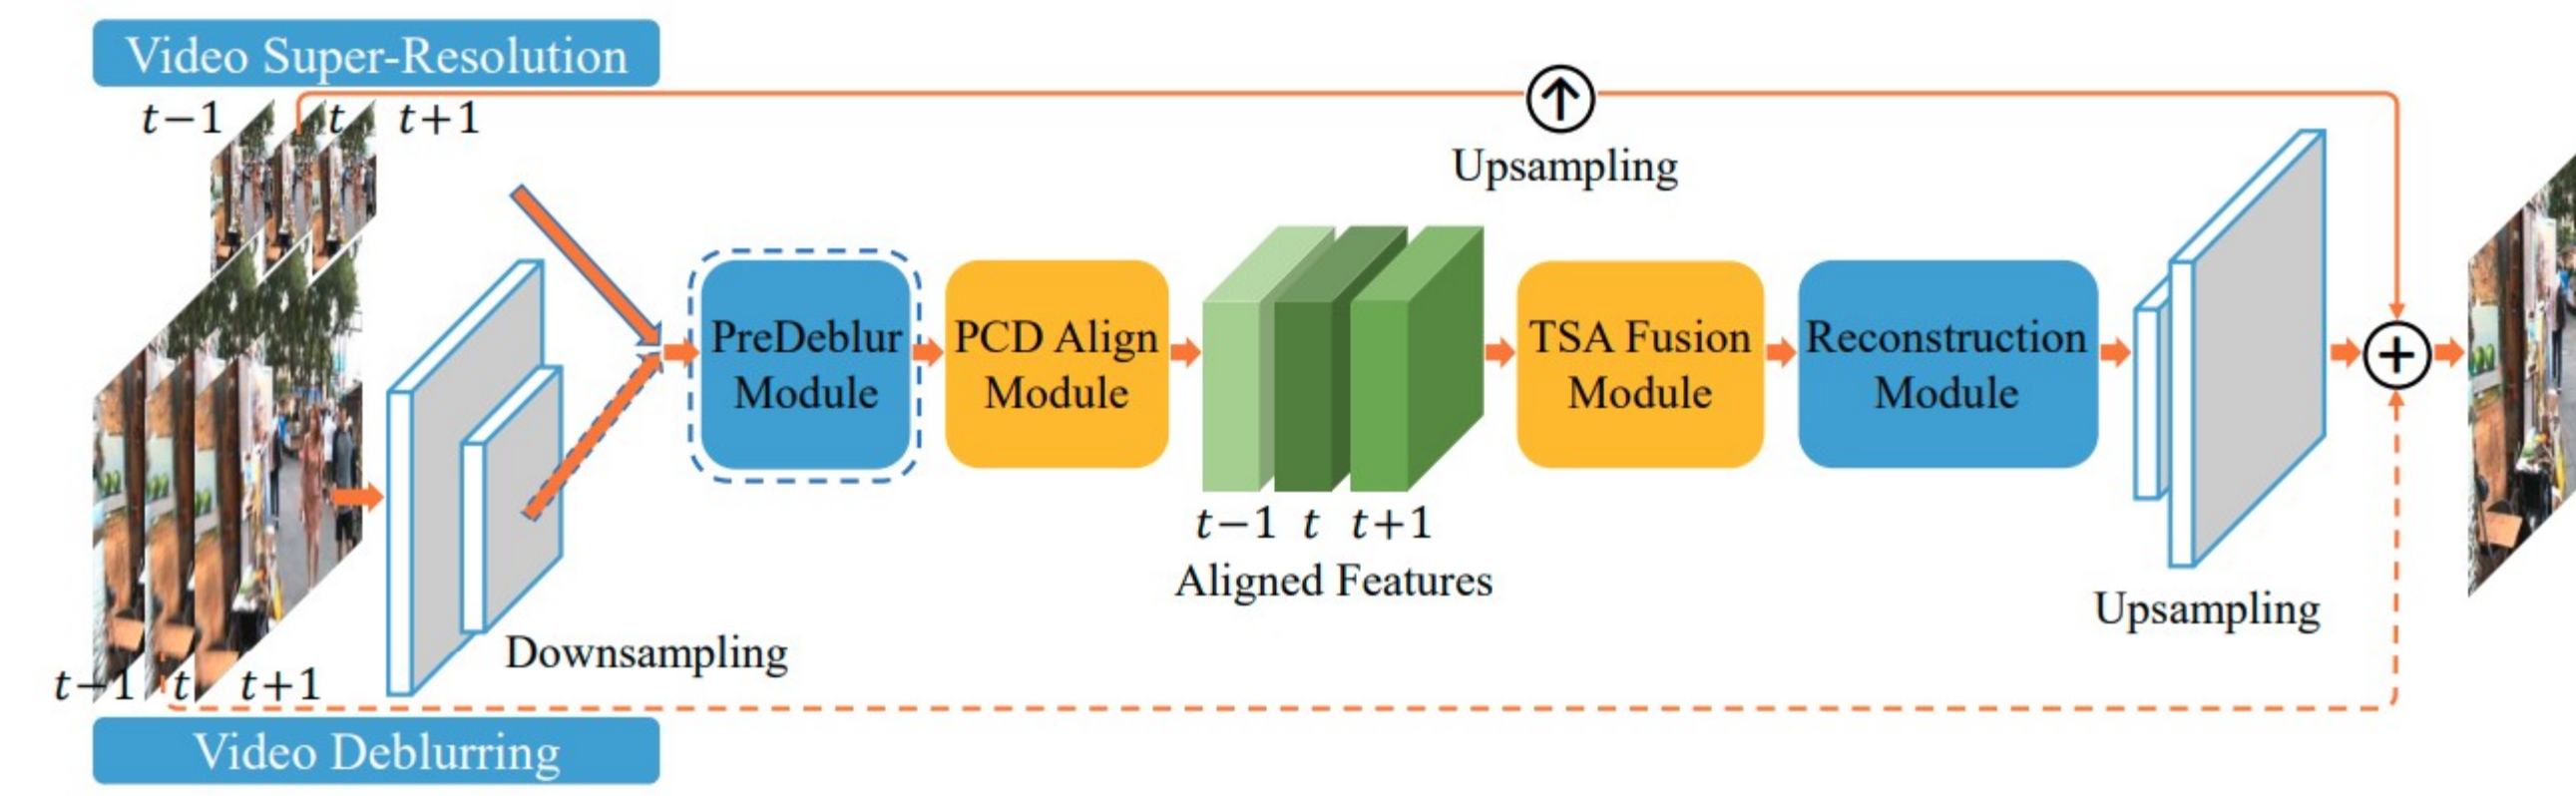 Video Super-Resolution
t−1 t t+1
Upsampling
PreDeblur
Module
PCD Align
Module
TSA Fusion
Module
Reconstruction
Module
t−1 t t+1
Aligned Features
Upsampling
Downsampling
t−1 t t+1
Video Deblurring